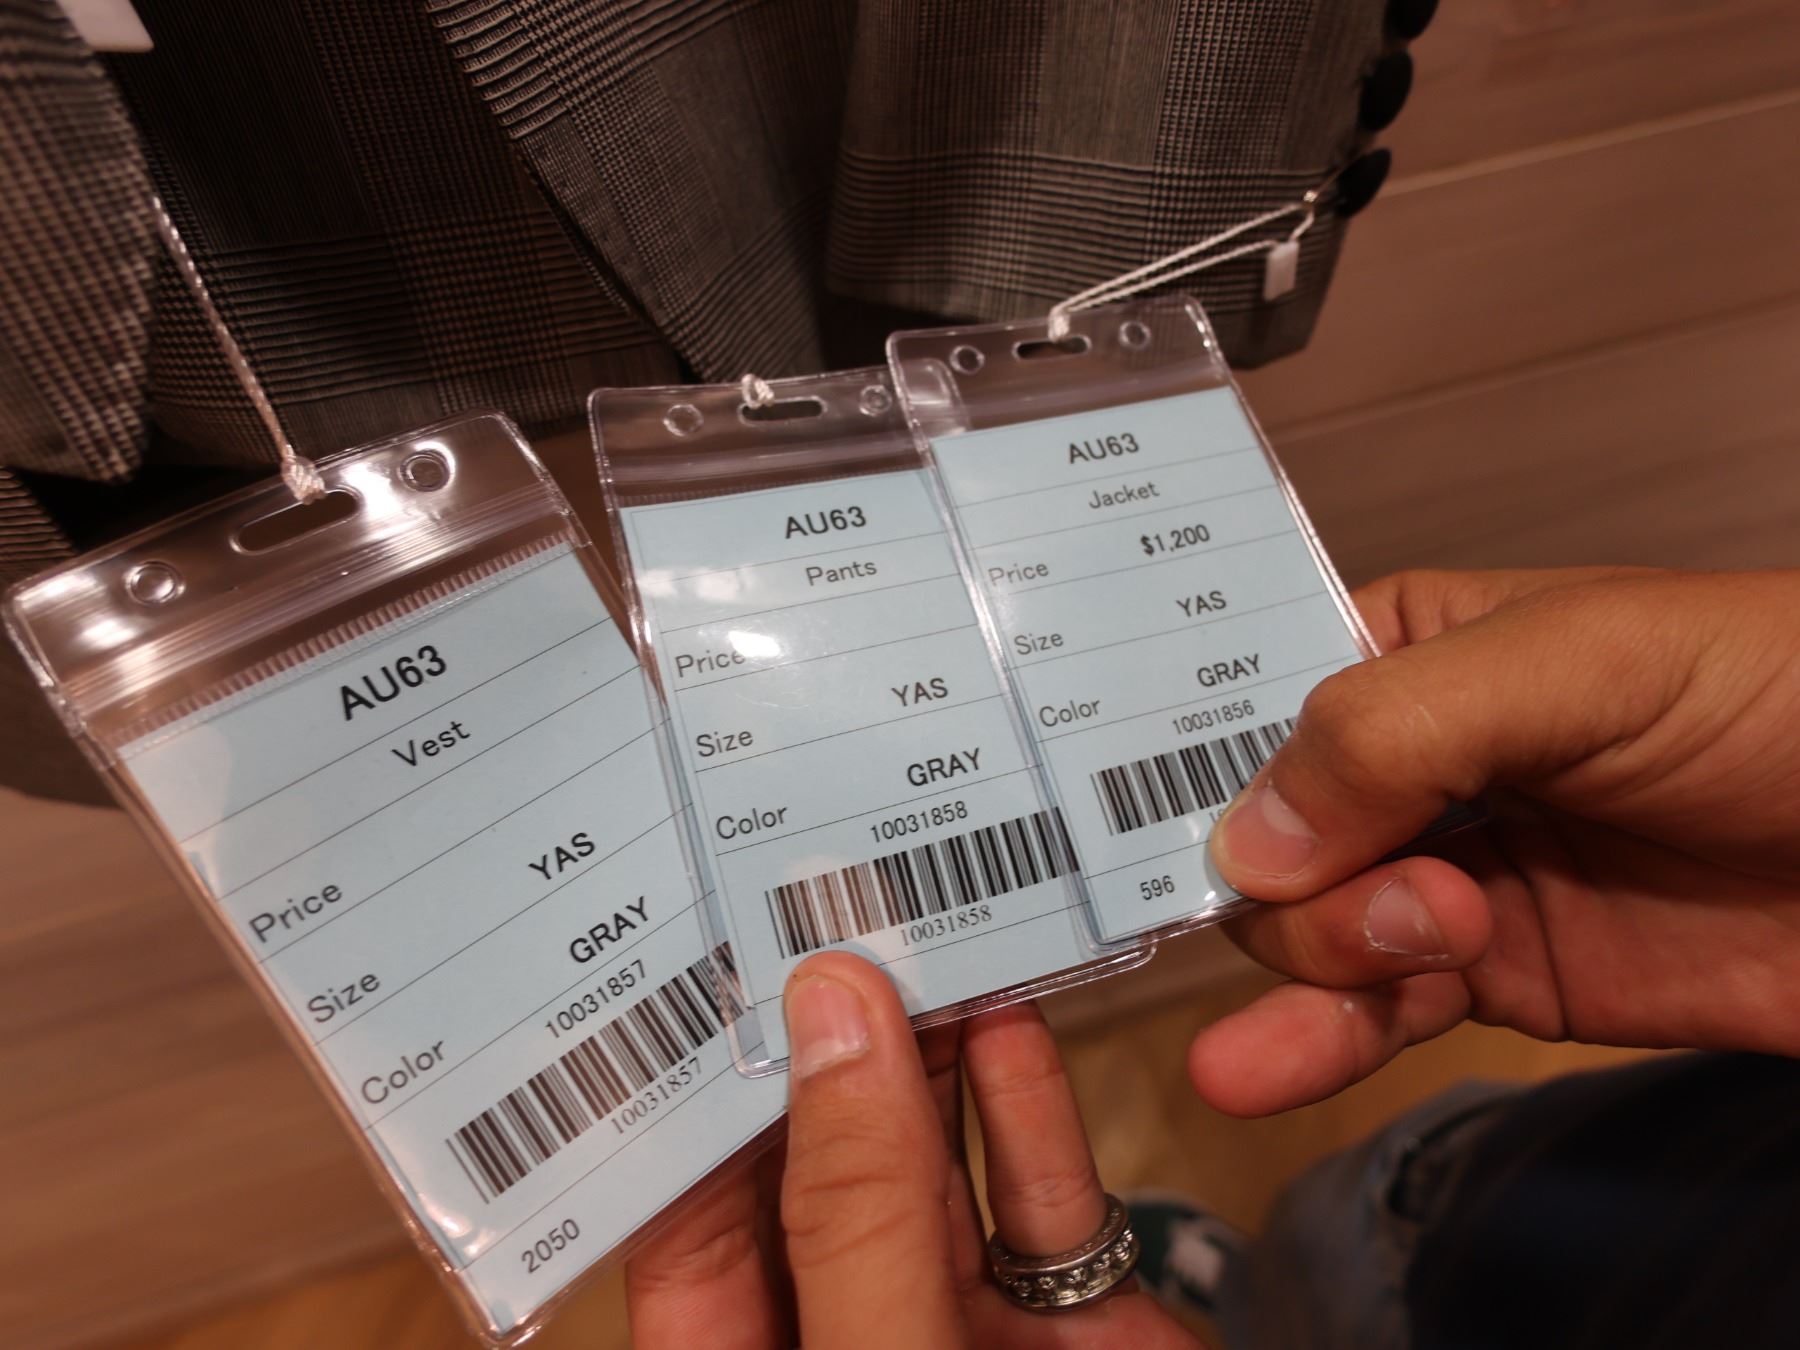 AU63
Vest
Price
YAS
Size
GRAY
Color
10031857
10031857
2050
AU63
Pants
Price
YAS
Size
GRAY
Color
10031858
10031858
AU63
Jacket
$1,200
Price
YAS
Size
GRAY
Color
10031856
596